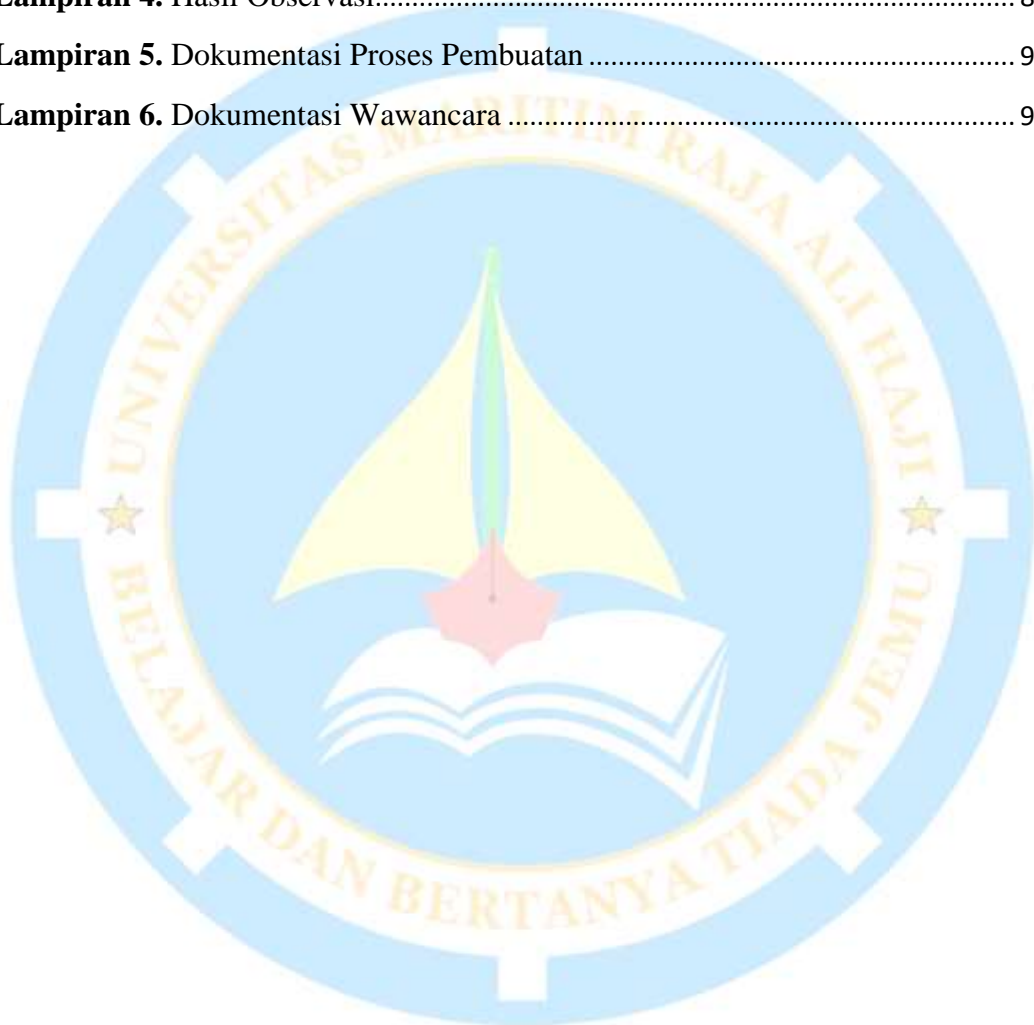 Lampiran 4. Hasil Observasi........................................................................................ 8
Lampiran 5. Dokumentasi Proses Pembuatan ............................................................ 9
Lampiran 6. Dokumentasi Wawancara ....................................................................... 9
UNIVERSITAS MARITIM RAJA ALI HAJI
BELAJAR DAN BERTANYA TIADA JEMU